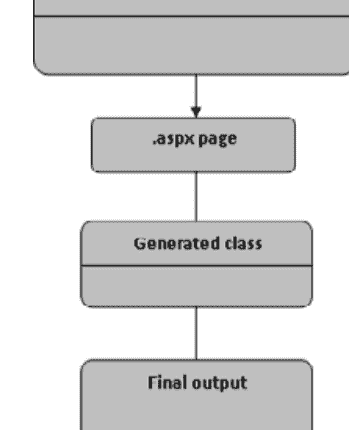 .aspx page
Generated class
Final output